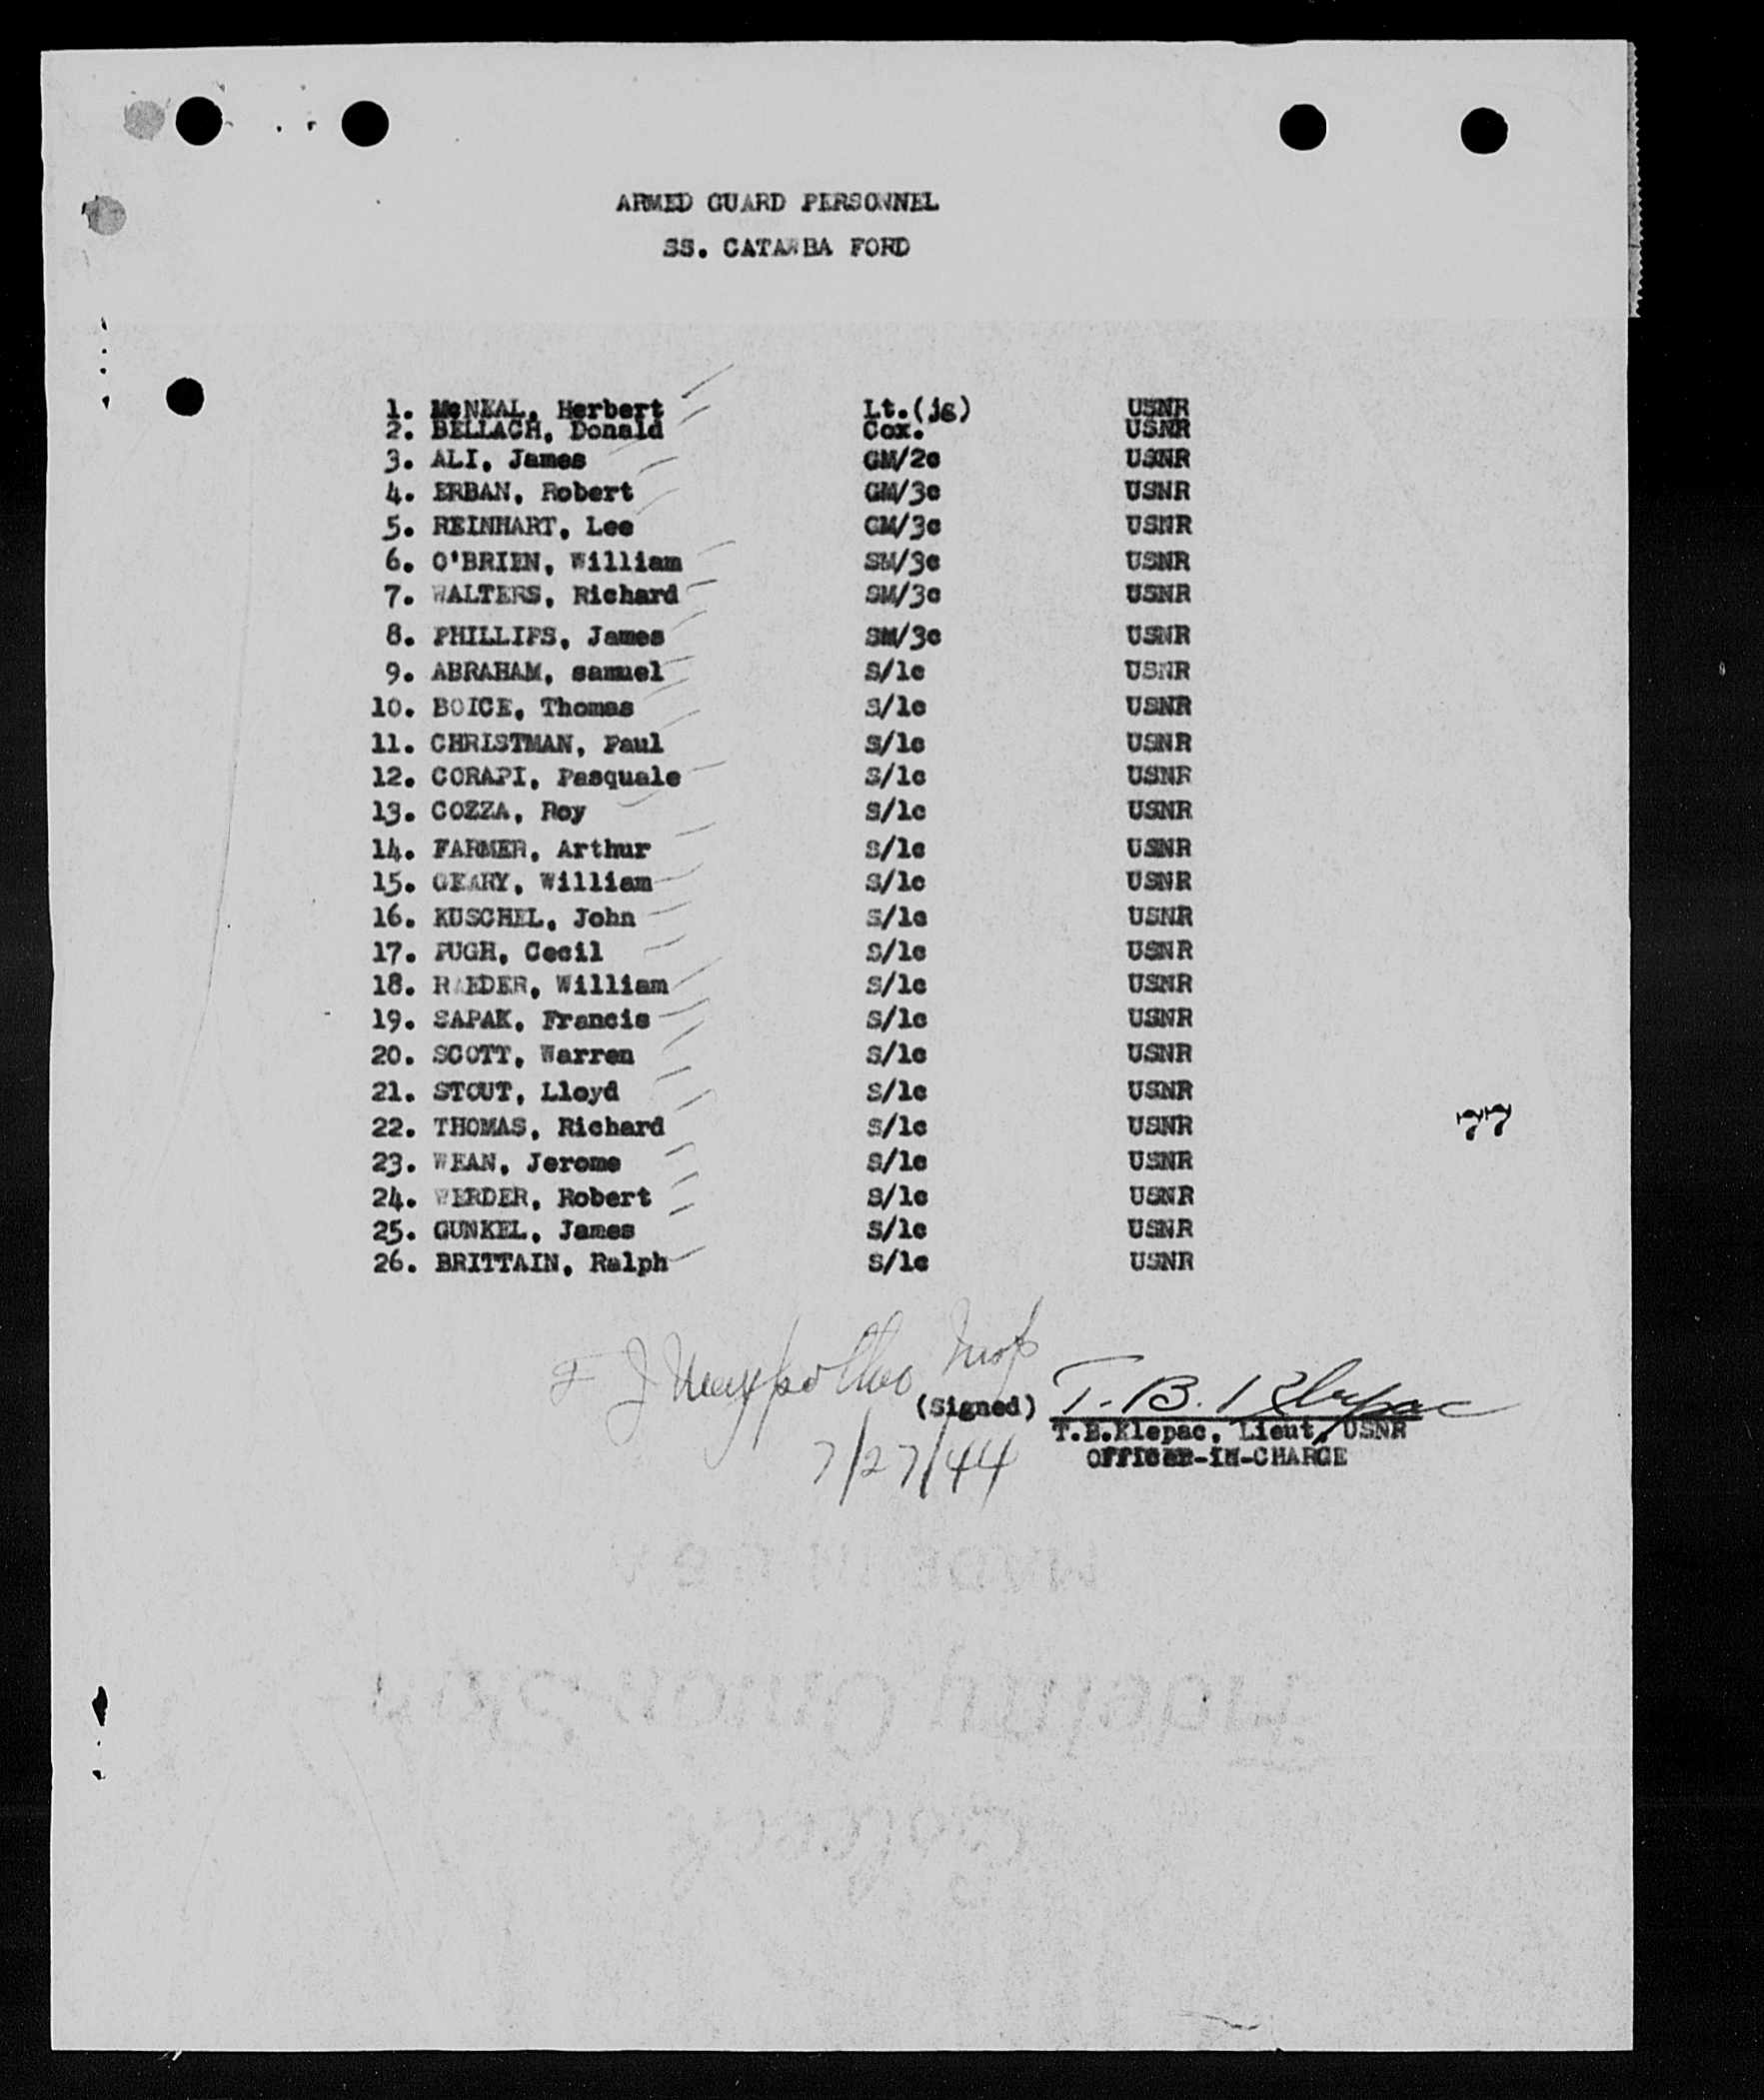 ARMED GUARD PERSONNEL
SS. CATAWBA FORD
1. McNEAL, Herbert Lt.(jg) USNR
2. BELLACH, Donald Cox. USNR
3. ALI, James GM/2c USNR
4. ERBAN, Robert GM/3c USNR
5. REINHART, Lee GM/3c USNR
6. O'BRIEN, William SM/3c USNR
7. WALTERS, Richard SM/3c USNR
8. PHILLIPS, James SM/3c USNR
9. ABRAHAM, samuel S/1c USNR
10. BOICE, Thomas S/1c USNR
11. CHRISTMAN, Paul S/1c USNR
12. CORAPI, Pasquale S/1c USNR
13. COZZA, Roy S/1c USNR
14. FARMER, Arthur S/1c USNR
15. GEARY, William S/1c USNR
16. KUSCHEL, John S/1c USNR
17. PUGH, Cecil S/1c USNR
18. RAEDER, William S/1c USNR
19. SAPAK, Francis S/1c USNR
20. SCOTT, Warren S/1c USNR
21. STOUT, Lloyd S/1c USNR
22. THOMAS, Richard S/1c USNR
23. WEAN, Jerome S/1c USNR
24. WERDER, Robert S/1c USNR
25. GUNKEL, James S/1c USNR
26. BRITTAIN, Ralph S/1c USNR
(Signed) T. B. Klepac
T.B.Klepac, Lieut, USNR
7/27/44
OFFICER-IN-CHARGE